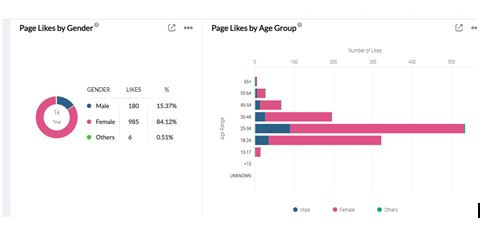 Page Likes by Gender
GENDER LIKES %
Male 180 15.37%
1k
Total
Female 985 84.12%
Others 6 0.51%
Page Likes by Age Group
Number of Likes
0 100 200 300 400 500
Age Range
65+
55-64
45-54
35-44
25-34
18-24
13-17
<13
UNKNOWN
Male Female Others